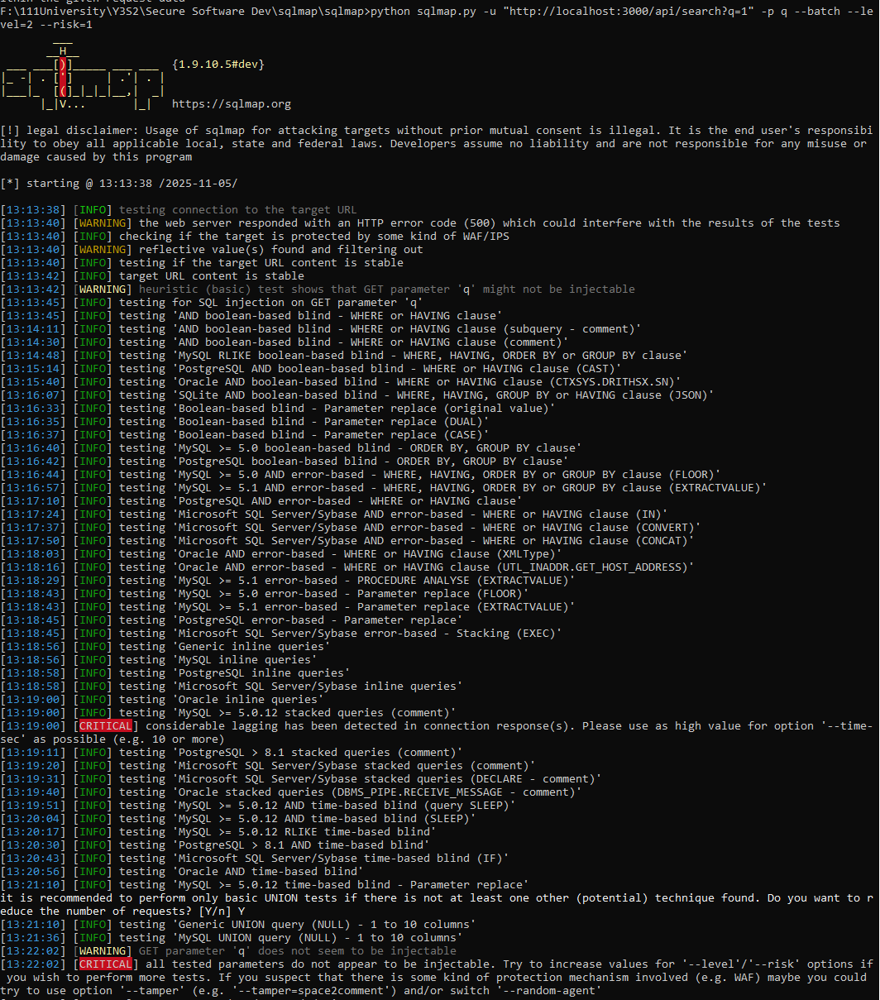 F:\111University\Y3S2\Secure Software Dev\sqlmap\sqlmap>python sqlmap.py -u "http://localhost:3000/api/search?q=1" -p q --batch --le
vel=2 --risk=1
        ___
       __H__
 ___ ___[)]_____ ___ ___  {1.9.10.5#dev}
|_ -| . [']     | .'| . |
|___|_  [(]_|_|_|__,|  _|
      |_|V...       |_|   https://sqlmap.org
[!] legal disclaimer: Usage of sqlmap for attacking targets without prior mutual consent is illegal. It is the end user's responsibi
lity to obey all applicable local, state and federal laws. Developers assume no liability and are not responsible for any misuse or
damage caused by this program
[*] starting @ 13:13:38 /2025-11-05/
[13:13:38] [INFO] testing connection to the target URL
[13:13:40] [WARNING] the web server responded with an HTTP error code (500) which could interfere with the results of the tests
[13:13:40] [INFO] checking if the target is protected by some kind of WAF/IPS
[13:13:40] [WARNING] reflective value(s) found and filtering out
[13:13:40] [INFO] testing if the target URL content is stable
[13:13:42] [INFO] target URL content is stable
[13:13:42] [WARNING] heuristic (basic) test shows that GET parameter 'q' might not be injectable
[13:13:45] [INFO] testing for SQL injection on GET parameter 'q'
[13:13:45] [INFO] testing 'AND boolean-based blind - WHERE or HAVING clause'
[13:14:11] [INFO] testing 'AND boolean-based blind - WHERE or HAVING clause (subquery - comment)'
[13:14:30] [INFO] testing 'AND boolean-based blind - WHERE or HAVING clause (comment)'
[13:14:48] [INFO] testing 'MySQL RLIKE boolean-based blind - WHERE, HAVING, ORDER BY or GROUP BY clause'
[13:15:14] [INFO] testing 'PostgreSQL AND boolean-based blind - WHERE or HAVING clause (CAST)'
[13:15:40] [INFO] testing 'Oracle AND boolean-based blind - WHERE or HAVING clause (CTXSYS.DRITHSX.SN)'
[13:16:07] [INFO] testing 'SQLite AND boolean-based blind - WHERE, HAVING, GROUP BY or HAVING clause (JSON)'
[13:16:33] [INFO] testing 'Boolean-based blind - Parameter replace (original value)'
[13:16:35] [INFO] testing 'Boolean-based blind - Parameter replace (DUAL)'
[13:16:37] [INFO] testing 'Boolean-based blind - Parameter replace (CASE)'
[13:16:40] [INFO] testing 'MySQL >= 5.0 boolean-based blind - ORDER BY, GROUP BY clause'
[13:16:42] [INFO] testing 'PostgreSQL boolean-based blind - ORDER BY, GROUP BY clause'
[13:16:44] [INFO] testing 'MySQL >= 5.0 AND error-based - WHERE, HAVING, ORDER BY or GROUP BY clause (FLOOR)'
[13:16:57] [INFO] testing 'MySQL >= 5.1 AND error-based - WHERE, HAVING, ORDER BY or GROUP BY clause (EXTRACTVALUE)'
[13:17:10] [INFO] testing 'PostgreSQL AND error-based - WHERE or HAVING clause'
[13:17:24] [INFO] testing 'Microsoft SQL Server/Sybase AND error-based - WHERE or HAVING clause (IN)'
[13:17:37] [INFO] testing 'Microsoft SQL Server/Sybase AND error-based - WHERE or HAVING clause (CONVERT)'
[13:17:50] [INFO] testing 'Microsoft SQL Server/Sybase AND error-based - WHERE or HAVING clause (CONCAT)'
[13:18:03] [INFO] testing 'Oracle AND error-based - WHERE or HAVING clause (XMLType)'
[13:18:16] [INFO] testing 'Oracle AND error-based - WHERE or HAVING clause (UTL_INADDR.GET_HOST_ADDRESS)'
[13:18:29] [INFO] testing 'MySQL >= 5.1 error-based - PROCEDURE ANALYSE (EXTRACTVALUE)'
[13:18:43] [INFO] testing 'MySQL >= 5.0 error-based - Parameter replace (FLOOR)'
[13:18:43] [INFO] testing 'MySQL >= 5.1 error-based - Parameter replace (EXTRACTVALUE)'
[13:18:45] [INFO] testing 'PostgreSQL error-based - Parameter replace'
[13:18:45] [INFO] testing 'Microsoft SQL Server/Sybase error-based - Stacking (EXEC)'
[13:18:56] [INFO] testing 'Generic inline queries'
[13:18:56] [INFO] testing 'MySQL inline queries'
[13:18:58] [INFO] testing 'PostgreSQL inline queries'
[13:18:58] [INFO] testing 'Microsoft SQL Server/Sybase inline queries'
[13:19:00] [INFO] testing 'Oracle inline queries'
[13:19:00] [INFO] testing 'MySQL >= 5.0.12 stacked queries (comment)'
[13:19:00] [CRITICAL] considerable lagging has been detected in connection response(s). Please use as high value for option '--time-
sec' as possible (e.g. 10 or more)
[13:19:11] [INFO] testing 'PostgreSQL > 8.1 stacked queries (comment)'
[13:19:20] [INFO] testing 'Microsoft SQL Server/Sybase stacked queries (comment)'
[13:19:31] [INFO] testing 'Microsoft SQL Server/Sybase stacked queries (DECLARE - comment)'
[13:19:40] [INFO] testing 'Oracle stacked queries (DBMS_PIPE.RECEIVE_MESSAGE - comment)'
[13:19:51] [INFO] testing 'MySQL >= 5.0.12 AND time-based blind (query SLEEP)'
[13:20:04] [INFO] testing 'MySQL >= 5.0.12 AND time-based blind (SLEEP)'
[13:20:17] [INFO] testing 'MySQL >= 5.0.12 RLIKE time-based blind'
[13:20:30] [INFO] testing 'PostgreSQL > 8.1 AND time-based blind'
[13:20:43] [INFO] testing 'Microsoft SQL Server/Sybase time-based blind (IF)'
[13:20:56] [INFO] testing 'Oracle AND time-based blind'
[13:21:10] [INFO] testing 'MySQL >= 5.0.12 time-based blind - Parameter replace'
it is recommended to perform only basic UNION tests if there is not at least one other (potential) technique found. Do you want to r
educe the number of requests? [Y/n] Y
[13:21:10] [INFO] testing 'Generic UNION query (NULL) - 1 to 10 columns'
[13:21:36] [INFO] testing 'MySQL UNION query (NULL) - 1 to 10 columns'
[13:22:02] [WARNING] GET parameter 'q' does not seem to be injectable
[13:22:02] [CRITICAL] all tested parameters do not appear to be injectable. Try to increase values for '--level'/'--risk' options if
 you wish to perform more tests. If you suspect that there is some kind of protection mechanism involved (e.g. WAF) maybe you could
try to use option '--tamper' (e.g. '--tamper=space2comment') and/or switch '--random-agent'